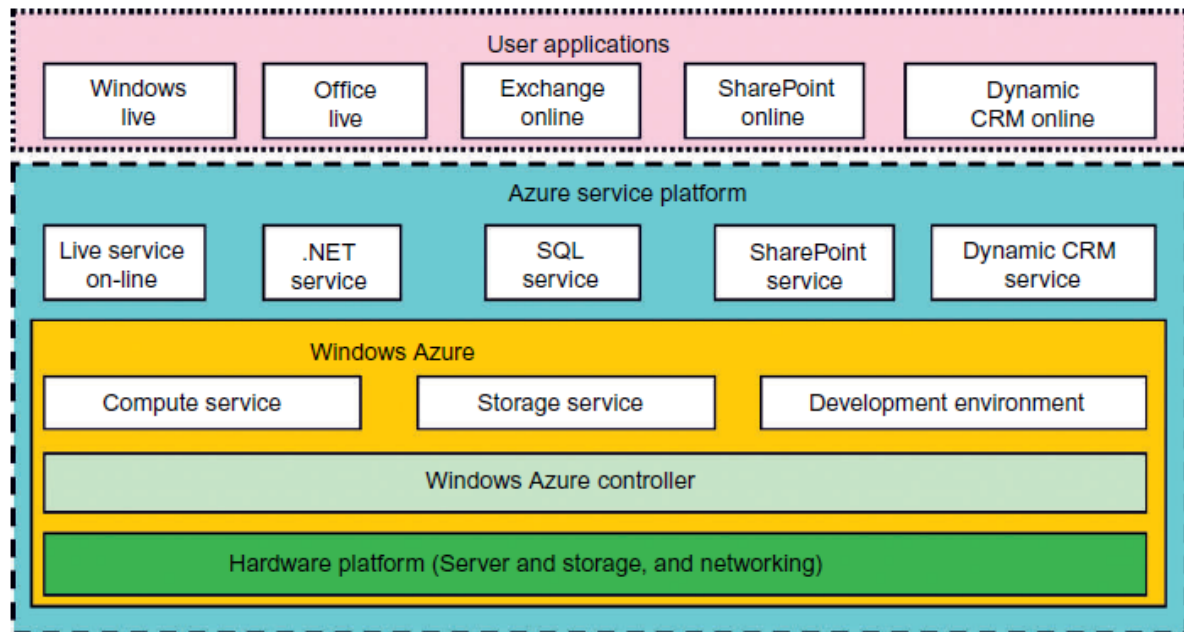 User applications
Windows
live
Office
live
Exchange
online
SharePoint
online
Dynamic
CRM online
Azure service platform
Live service
on-line
.NET
service
SQL
service
SharePoint
service
Dynamic CRM
service
Windows Azure
Compute service
Storage service
Development environment
Windows Azure controller
Hardware platform (Server and storage, and networking)